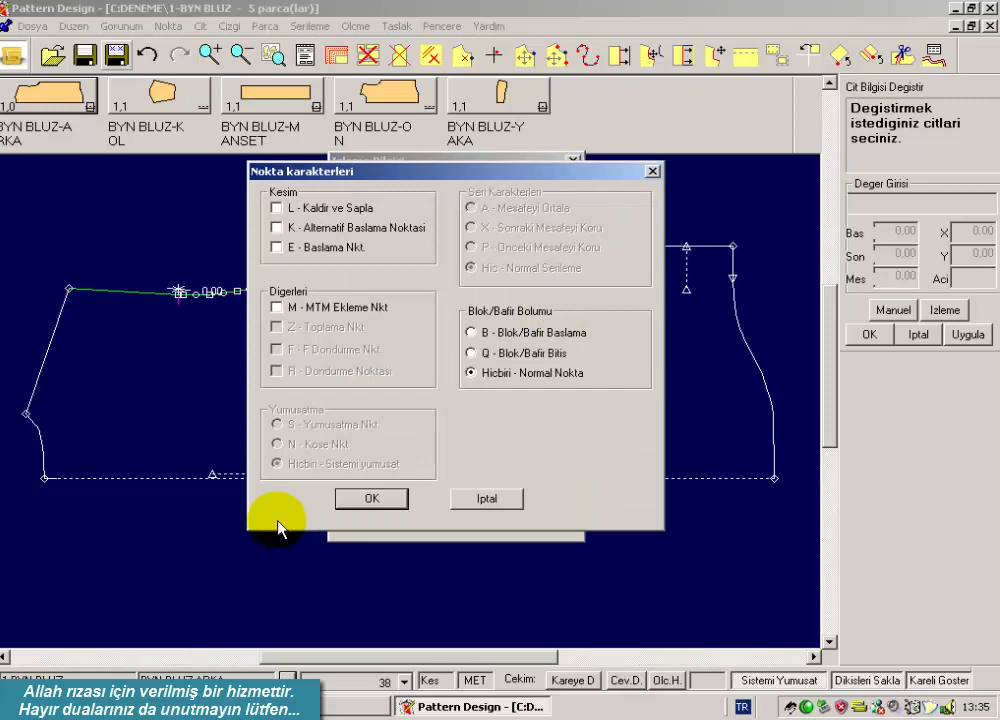 Pattern Design - [C:DENEME\1-BYN BLUZ - 5 parca(lar)]
Dosya Duzen Gorunum Nokta Cit Cizgi Parca Serileme Olcme Taslak Pencere Yardim
1,0 1,1 1,1 1,1 1,1
BYN BLUZ-A
RKA
BYN BLUZ-K
OL
BYN BLUZ-M
ANSET
BYN BLUZ-O
N
BYN BLUZ-Y
AKA
Cit Bilgisi Degistir
Degistirmek
istediginiz citlari
seciniz.
Deger Girisi
Bas 0.00 X 0.00
Son 0.00 Y 0.00
Mes 0.00 Aci
Manuel Izleme
OK Iptal Uygula
Nokta karakterleri
Kesim
L - Kaldir ve Sapla
K - Alternatif Baslama Noktasi
E - Baslama Nkt.
Digerleri
M - MTM Ekleme Nkt
Z - Toplama Nkt
F - F Dondurme Nkt.
R - Dondurme Noktasi
Yumusatma
S - Yumusatma Nkt.
N - Kose Nkt
Hicbiri - Sistemi yumusat
Seri Karakterleri
A - Mesafeyi Ortala
X - Sonraki Mesafeyi Koru
P - Onceki Mesafeyi Koru
Hic - Normal Serileme
Blok/Bafir Bolumu
B - Blok/Bafir Baslama
Q - Blok/Bafir Bitis
Hicbiri - Normal Nokta
OK Iptal
0.00
38 Kes MET Cekim: Kareye D Cev.D. Olc.H. Sistemi Yumusat Dikisleri Sakla Kareli Goster
Allah rızası için verilmiş bir hizmettir.
Hayır dualarınız da unutmayın lütfen...
Pattern Design - [C:D... TR 13:35